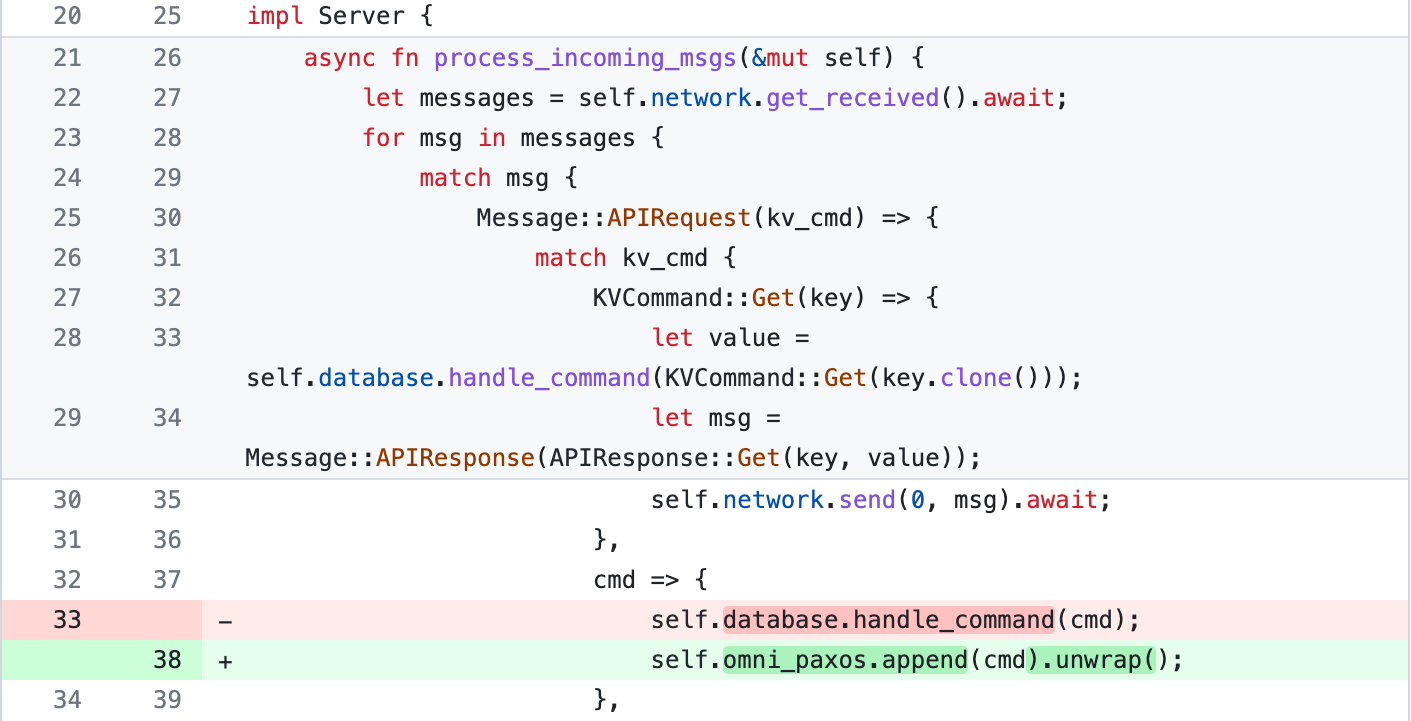 20 25 impl Server {
21 26 async fn process_incoming_msgs(&mut self) {
22 27 let messages = self.network.get_received().await;
23 28 for msg in messages {
24 29 match msg {
25 30 Message::APIRequest(kv_cmd) => {
26 31 match kv_cmd {
27 32 KVCommand::Get(key) => {
28 33 let value =
self.database.handle_command(KVCommand::Get(key.clone()));
29 34 let msg =
Message::APIResponse(APIResponse::Get(key, value));
30 35 self.network.send(0, msg).await;
31 36 },
32 37 cmd => {
33 - self.database.handle_command(cmd);
38 + self.omni_paxos.append(cmd).unwrap();
34 39 },